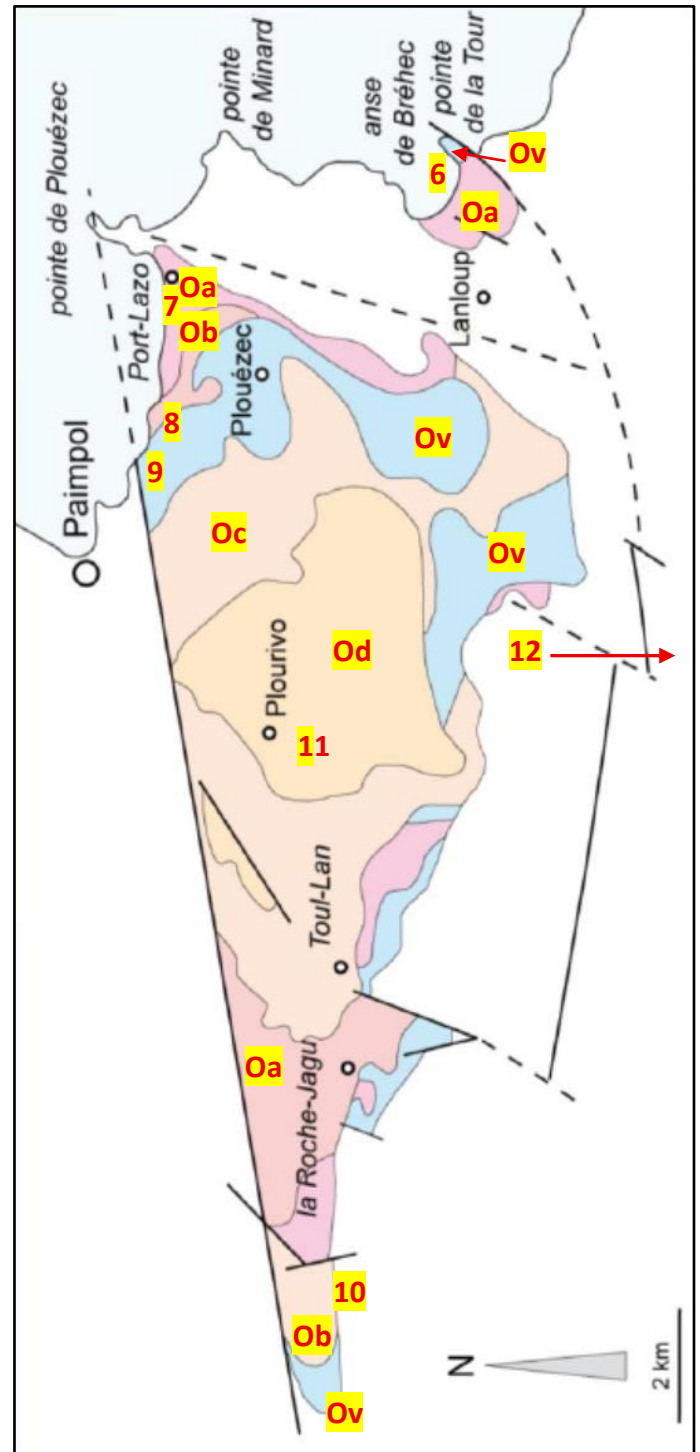 pointe de Plouézec
pointe
de Minard
anse
de Bréhec
pointe
de la Tour
Ov
6
Oa
Port-Lazo
Oa
7
Ob
Lanloup
Paimpol
8
9
Plouézec
Ov
Oc
Ov
Od
12
Plourivo
11
Toul-Lan
Oa
la Roche-Jagu
10
Ob
Ov
N
2 km